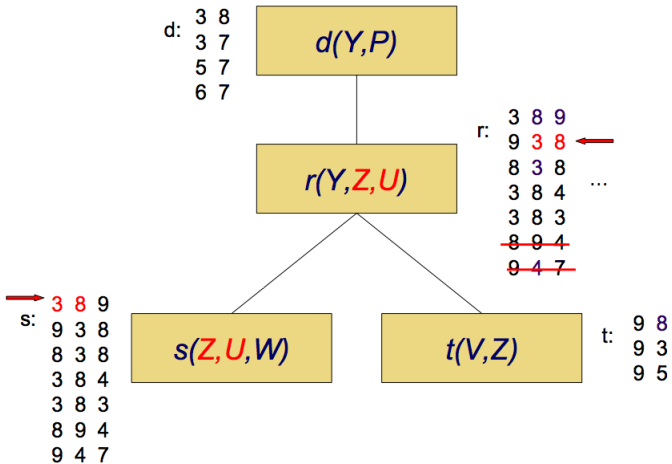 d:
3 8
3 7
5 7
6 7
d(Y,P)
r:
3 8 9
9 3 8
8 3 8
3 8 4
3 8 3
8 9 4
9 4 7
...
r(Y,Z,U)
s:
3 8 9
9 3 8
8 3 8
3 8 4
3 8 3
8 9 4
9 4 7
s(Z,U,W)
t(V,Z)
t:
9 8
9 3
9 5